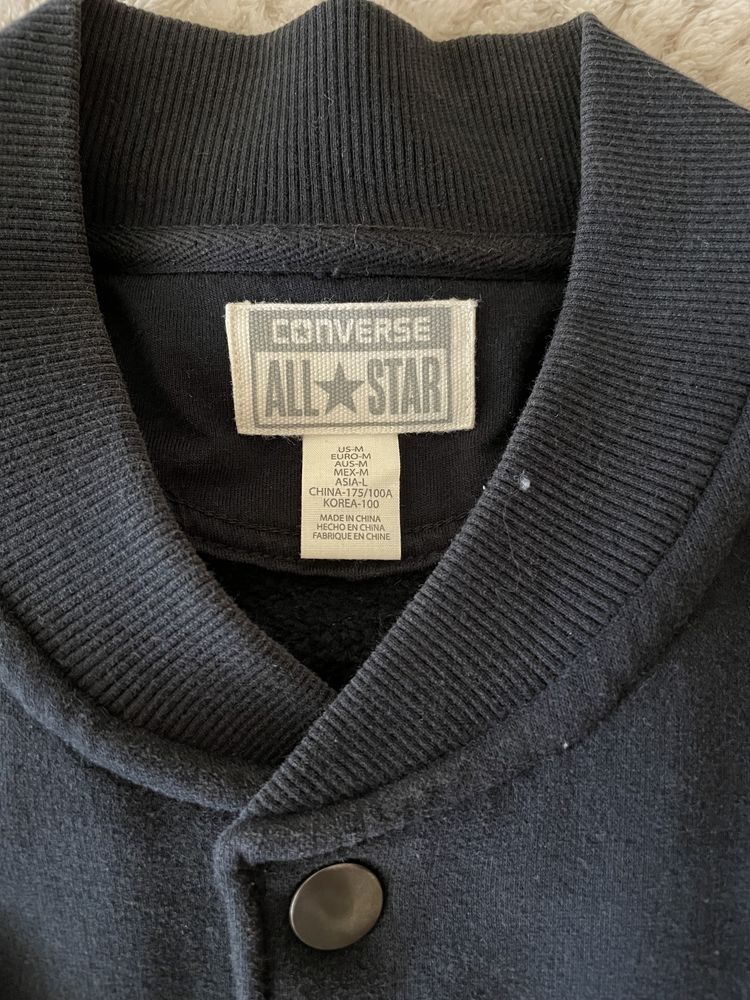 CONVERSE
ALL★STAR
US-M
EURO-M
AUS-M
MEX-M
ASIA-L
CHINA-175/100A
KOREA-100
MADE IN CHINA
HECHO EN CHINA
FABRIQUE EN CHINE